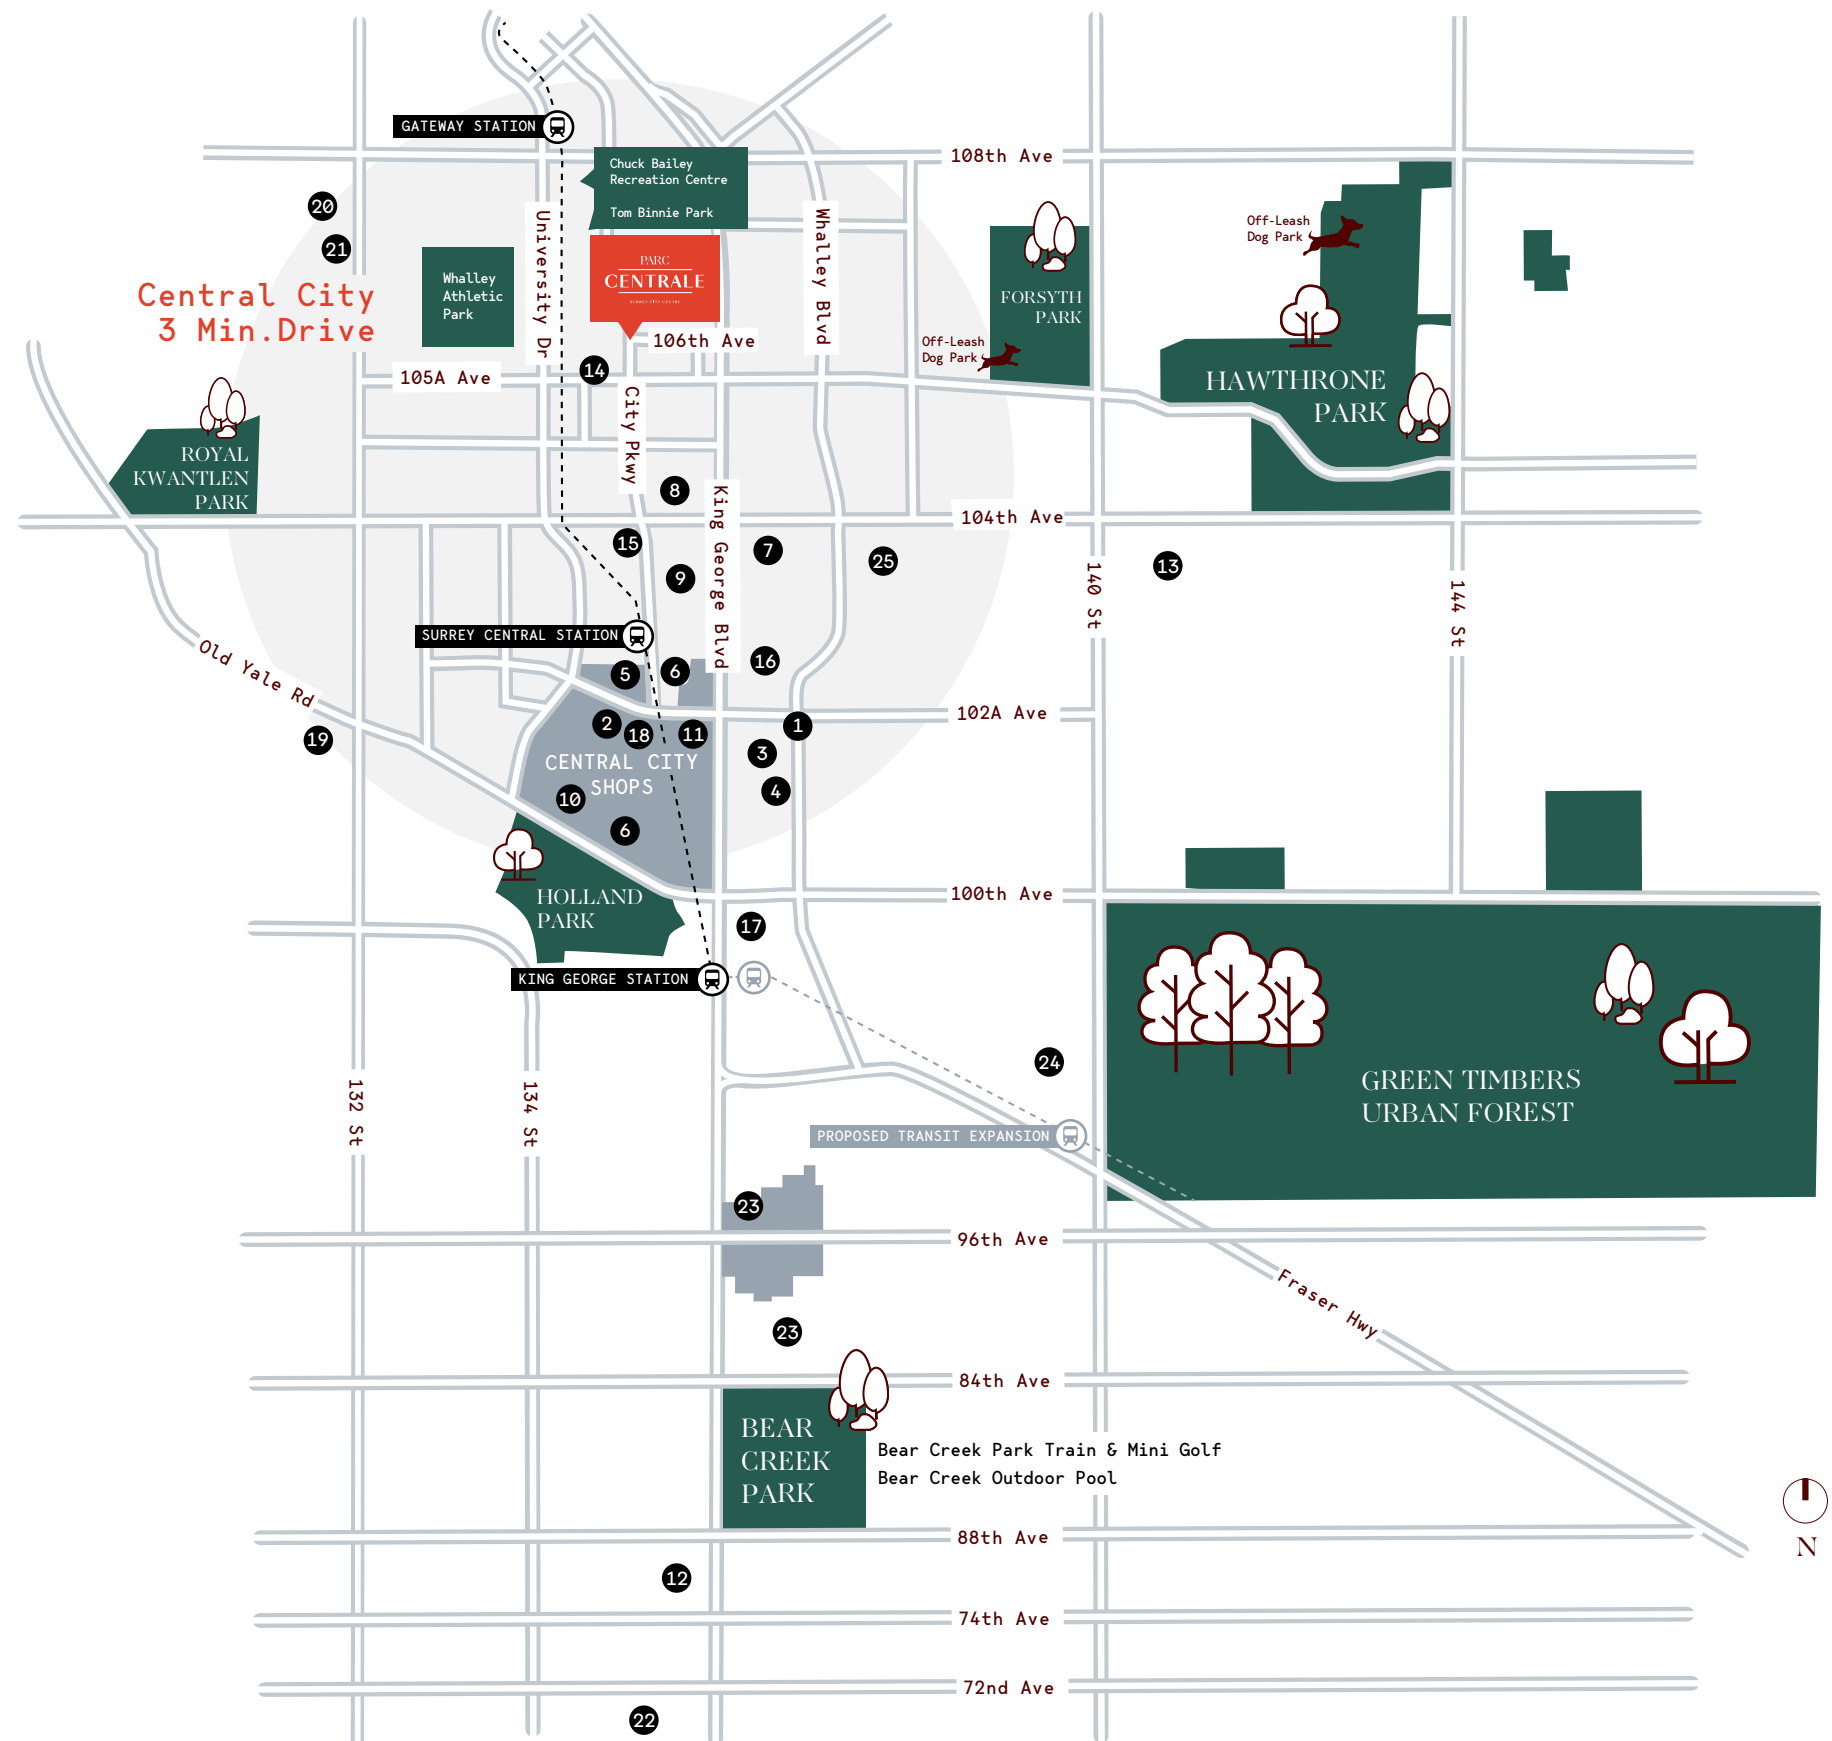 GATEWAY STATION
108th Ave
Chuck Bailey
Recreation Centre
Tom Binnie Park
20
21
University Dr
Whalley Blvd
Off-Leash
Dog Park
Central City
3 Min.Drive
Whalley
Athletic
Park
PARC
CENTRALE
SURREY CITY CENTRE
FORSYTH
PARK
106th Ave
Off-Leash
Dog Park
105A Ave
14
City Pkwy
HAWTHRONE
PARK
ROYAL
KWANTLEN
PARK
8
King George Blvd
104th Ave
15
7
25
13
9
140 St
144 St
SURREY CENTRAL STATION
Old Yale Rd
5
6
16
102A Ave
19
2
18
11
1
3
CENTRAL CITY
SHOPS
4
10
6
HOLLAND
PARK
100th Ave
17
KING GEORGE STATION
24
132 St
134 St
GREEN TIMBERS
URBAN FOREST
PROPOSED TRANSIT EXPANSION
23
96th Ave
Fraser Hwy
23
84th Ave
BEAR
CREEK
PARK
Bear Creek Park Train & Mini Golf
Bear Creek Outdoor Pool
N
88th Ave
12
74th Ave
72nd Ave
22